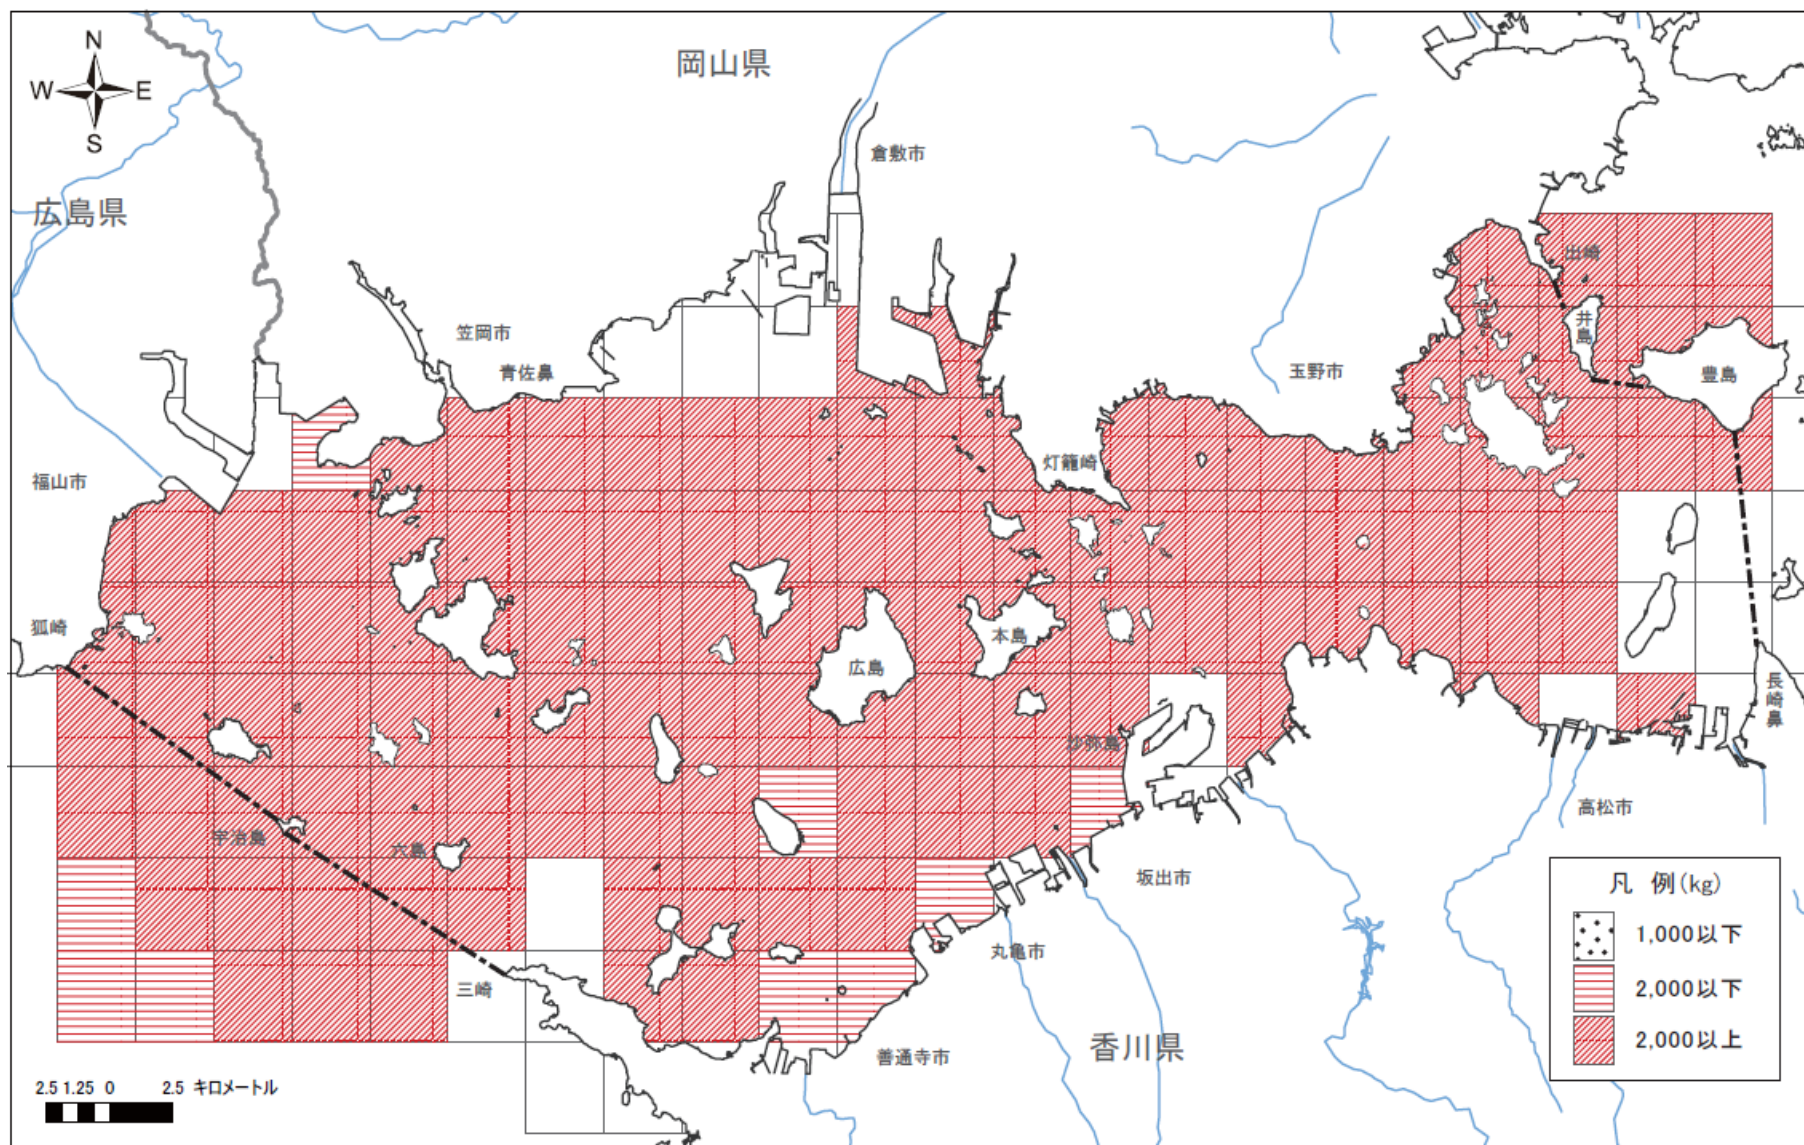 N
W E
S
岡山県
倉敷市
広島県
出崎
井島
笠岡市
青佐鼻
玉野市
豊島
灯籠崎
福山市
狐崎
本島
広島
長崎鼻
沙弥島
宇治島
六島
高松市
坂出市
丸亀市
三崎
善通寺市
香川県
凡 例(kg)
1,000以下
2,000以下
2,000以上
2.5 1.25 0 2.5 キロメートル